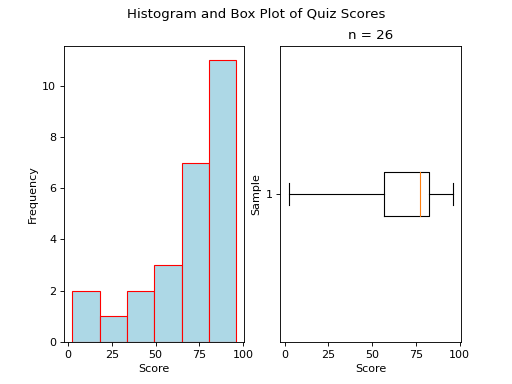 Histogram and Box Plot of Quiz Scores
n = 26
Frequency
10
8
6
4
2
0
0 25 50 75 100
Score
Sample
1
0 25 50 75 100
Score